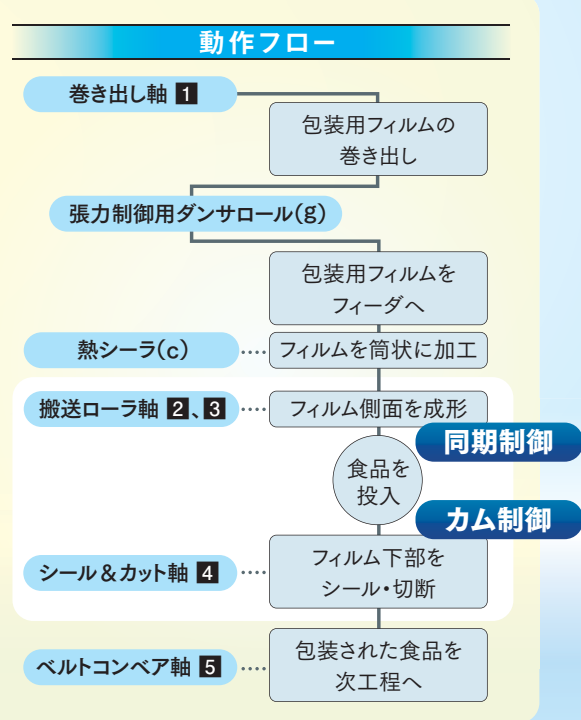 動作フロー
巻き出し軸 1
包装用フィルムの
巻き出し
張力制御用ダンサロール(g)
包装用フィルムを
フィーダへ
熱シーラ(c)
フィルムを筒状に加工
搬送ローラ軸 2、3
フィルム側面を成形
同期制御
食品を
投入
カム制御
シール&カット軸 4
フィルム下部を
シール・切断
ベルトコンベア軸 5
包装された食品を
次工程へ